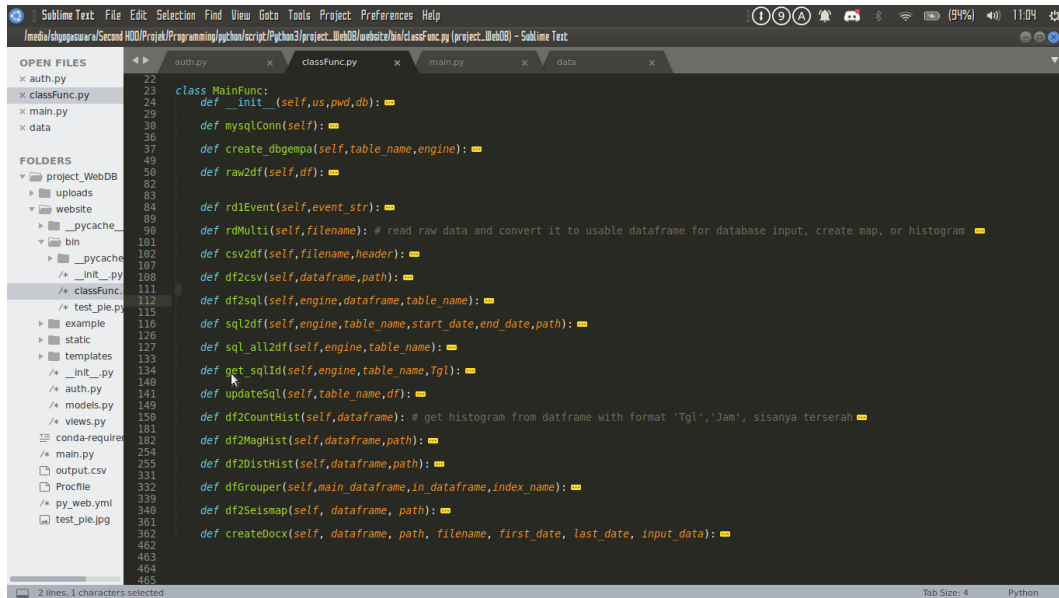 Sublime Text File Edit Selection Find View Goto Tools Project Preferences Help
1 9 A (94%) 11:04
/media/shyogaswara/Second HDD/Projek/Programming/python/script/Python3/project_WebDB/website/bin/classFunc.py (project_WebDB) - Sublime Text
OPEN FILES
× auth.py
× classFunc.py
× main.py
× data
FOLDERS
project_WebDB
uploads
website
__pycache__
bin
__pycache
/* __init__.py
/* classFunc.
/* test_pie.py
example
static
templates
/* __init__.py
/* auth.py
/* models.py
/* views.py
conda-requirer
/* main.py
output.csv
Procfile
/* py_web.yml
test_pie.jpg
auth.py × classFunc.py × main.py × data ×
22
23 class MainFunc:
24 def __init__(self,us,pwd,db):
29
30 def mysqlConn(self):
36
37 def create_dbgempa(self,table_name,engine):
49
50 def raw2df(self,df):
82
83
84 def rd1Event(self,event_str):
89
90 def rdMulti(self,filename): # read raw data and convert it to usable dataframe for database input, create map, or histogram
101
102 def csv2df(self,filename,header):
107
108 def df2csv(self,dataframe,path):
111
112 def df2sql(self,engine,dataframe,table_name):
115
116 def sql2df(self,engine,table_name,start_date,end_date,path):
126
127 def sql_all2df(self,engine,table_name):
133
134 def get_sqlId(self,engine,table_name,Tgl):
140
141 def updateSql(self,table_name,df):
149
150 def df2CountHist(self,dataframe): # get histogram from datframe with format 'Tgl','Jam', sisanya terserah
181
182 def df2MagHist(self,dataframe,path):
254
255 def df2DistHist(self,dataframe,path):
331
332 def dfGrouper(self,main_dataframe,in_dataframe,index_name):
339
340 def df2Seismap(self, dataframe, path):
361
362 def createDocx(self, dataframe, path, filename, first_date, last_date, input_data):
462
463
464
465
2 lines, 1 characters selected
Tab Size: 4 Python